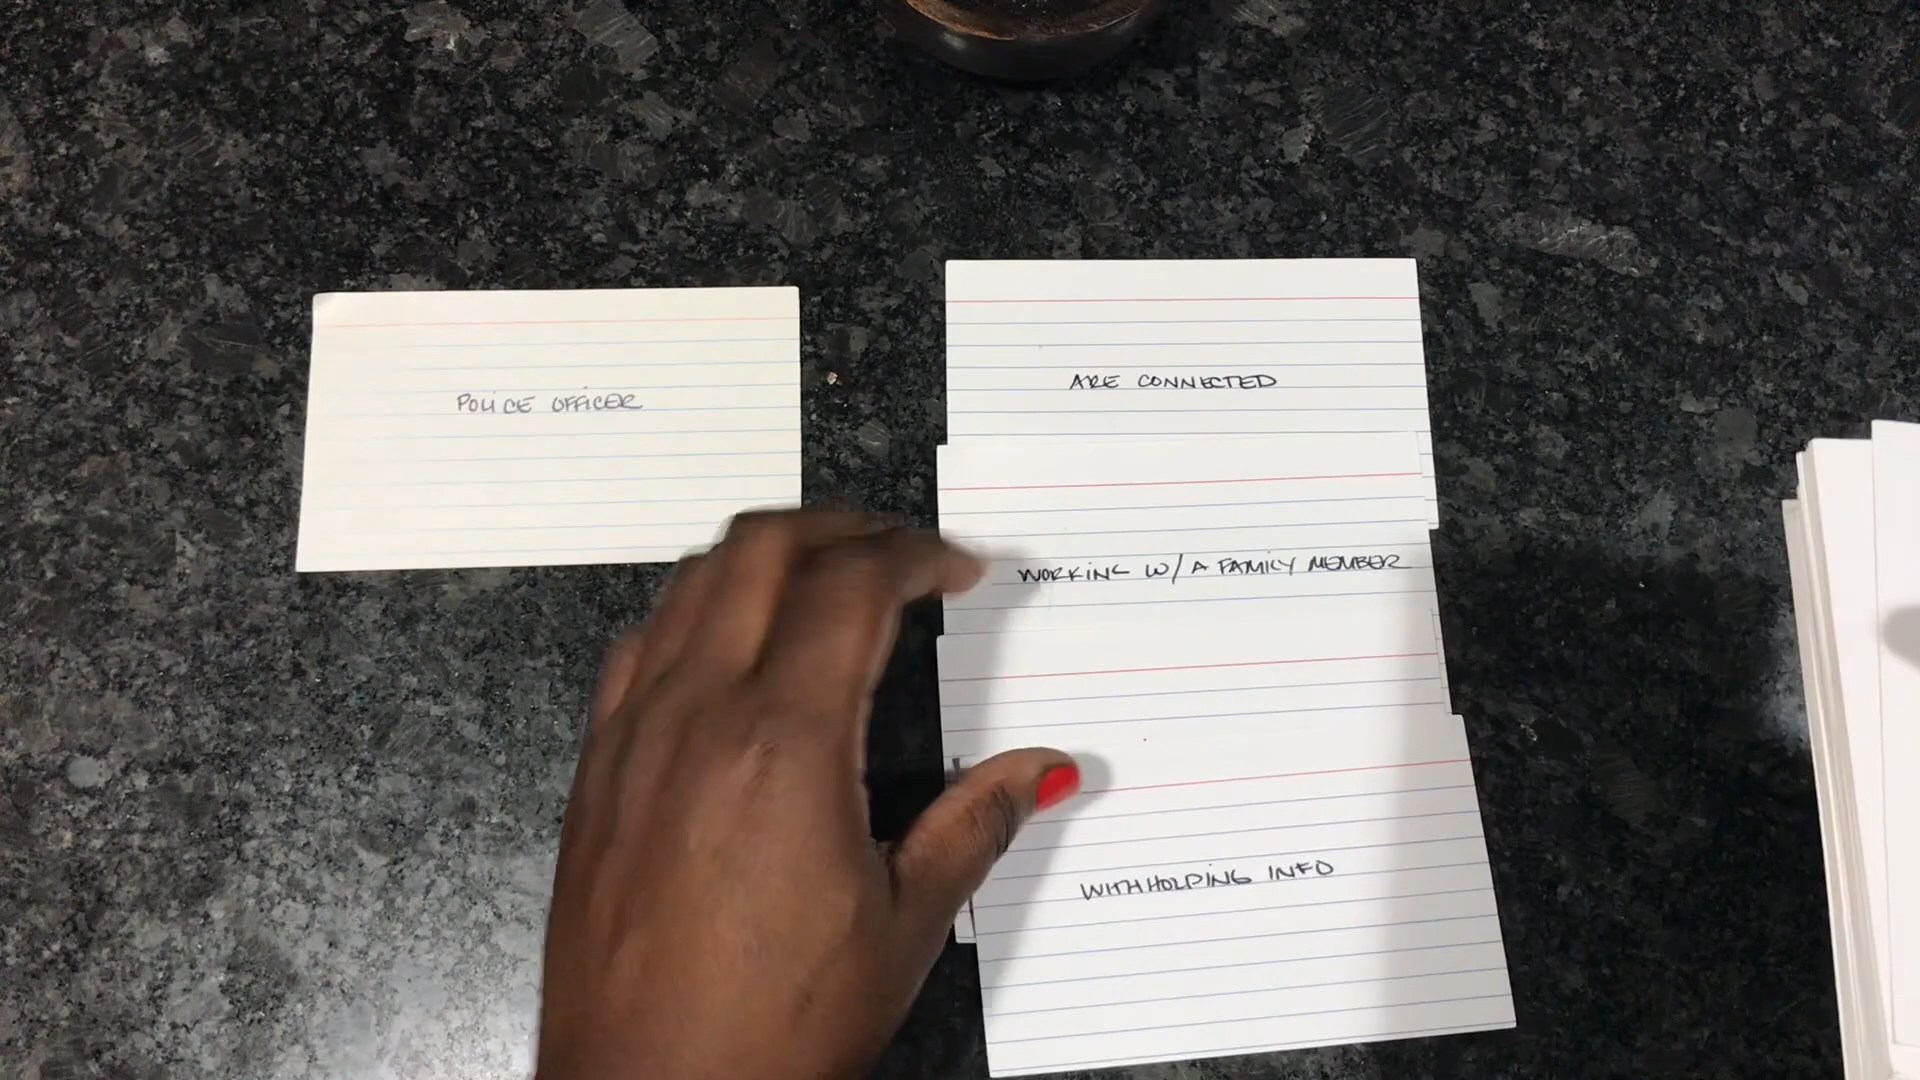 POLICE OFFICER
ARE CONNECTED
WORKING W/ A FAMILY MEMBER
WITHHOLDING INFO